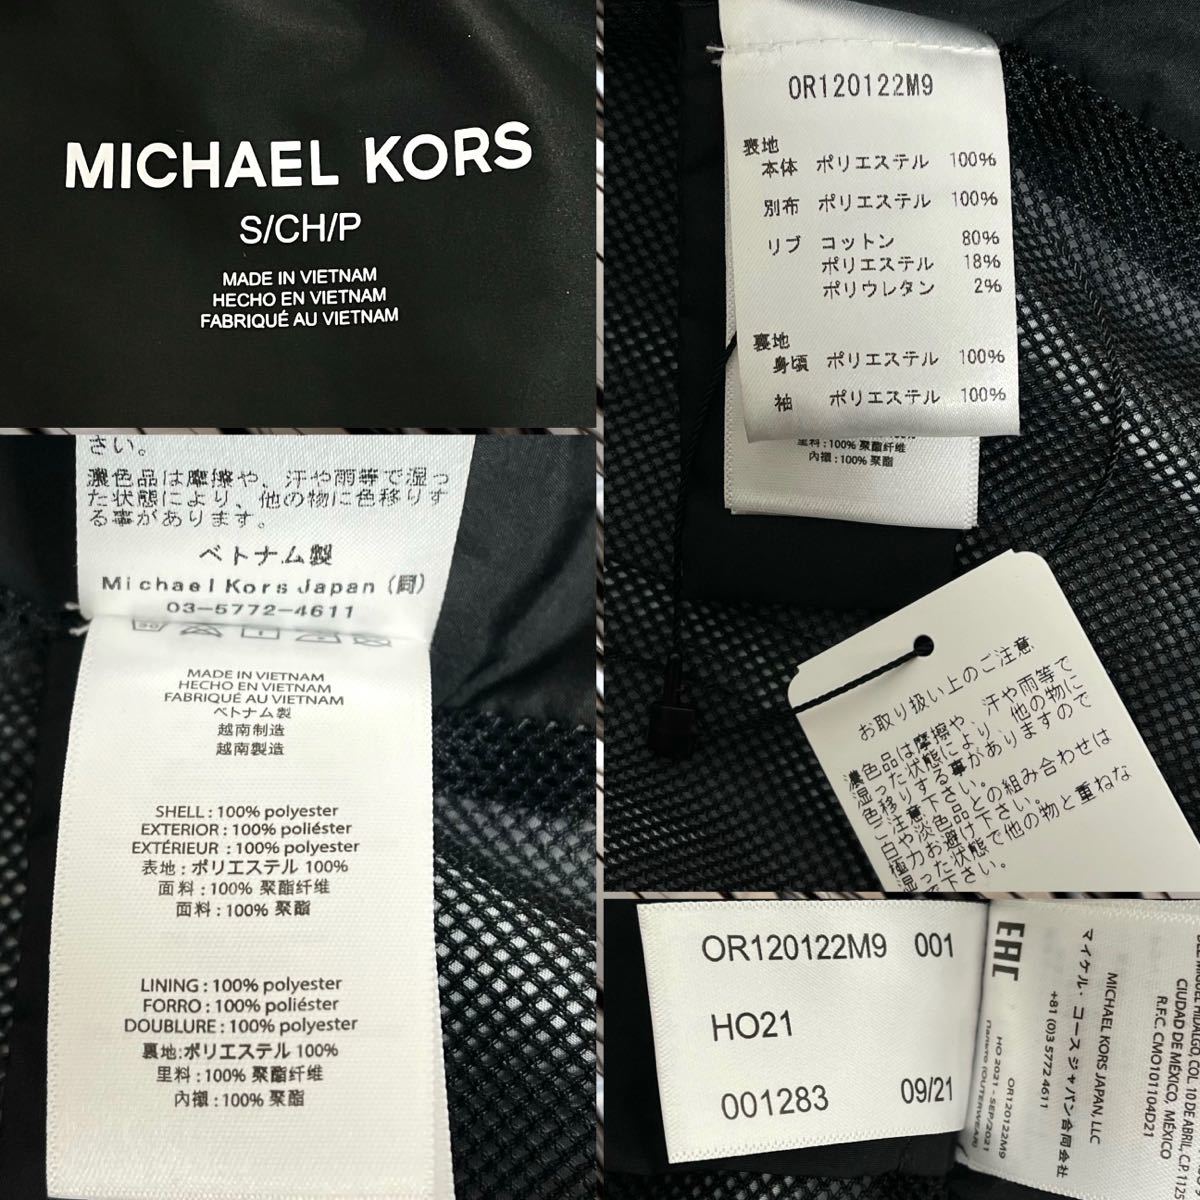 MICHAEL KORS
S/CH/P
MADE IN VIETNAM
HECHO EN VIETNAM
FABRIQUÉ AU VIETNAM
OR120122M9
表地
本体 ポリエステル 100%
別布 ポリエステル 100%
リブ コットン 80%
ポリエステル 18%
ポリウレタン 2%
裏地
身頃 ポリエステル 100%
袖 ポリエステル 100%
里料 : 100% 聚酯纤维
內襯 : 100% 聚酯
さい。
濃色品は摩擦や、汗や雨等で湿っ
た状態により、他の物に色移りす
る事があります。
ベトナム製
Michael Kors Japan (同)
03-5772-4611
MADE IN VIETNAM
HECHO EN VIETNAM
FABRIQUÉ AU VIETNAM
ベトナム製
越南制造
越南製造
SHELL : 100% polyester
EXTERIOR : 100% poliéster
EXTÉRIEUR : 100% polyester
表地: ポリエステル 100%
面料 : 100% 聚酯纤维
面料 : 100% 聚酯
LINING : 100% polyester
FORRO : 100% poliéster
DOUBLURE : 100% polyester
裏地:ポリエステル 100%
里料 : 100% 聚酯纤维
內襯 : 100% 聚酯
お取り扱い上のご注意
濃色品は摩擦や、汗や雨等で
湿った状態により、他の物に
色移りする事がありますので
ご注意下さい。
白や淡色品との組み合わせは
極力お避け下さい。
湿った状態で他の物と重ねな
下さい。
OR120122M9 001
HO21
001283 09/21
EAC
マイケル・コース ジャパン合同会社
MICHAEL KORS JAPAN, LLC
+81 (0)3 5772 4611
OR120122M9
HO 2021 - SEP/2021
(OUTERWEAR)
HIDALGO, COL 10 DE ABRIL, C.P. 112
CIUDAD DE MÉXICO, MÉXICO
R.F.C. CMO101104D21